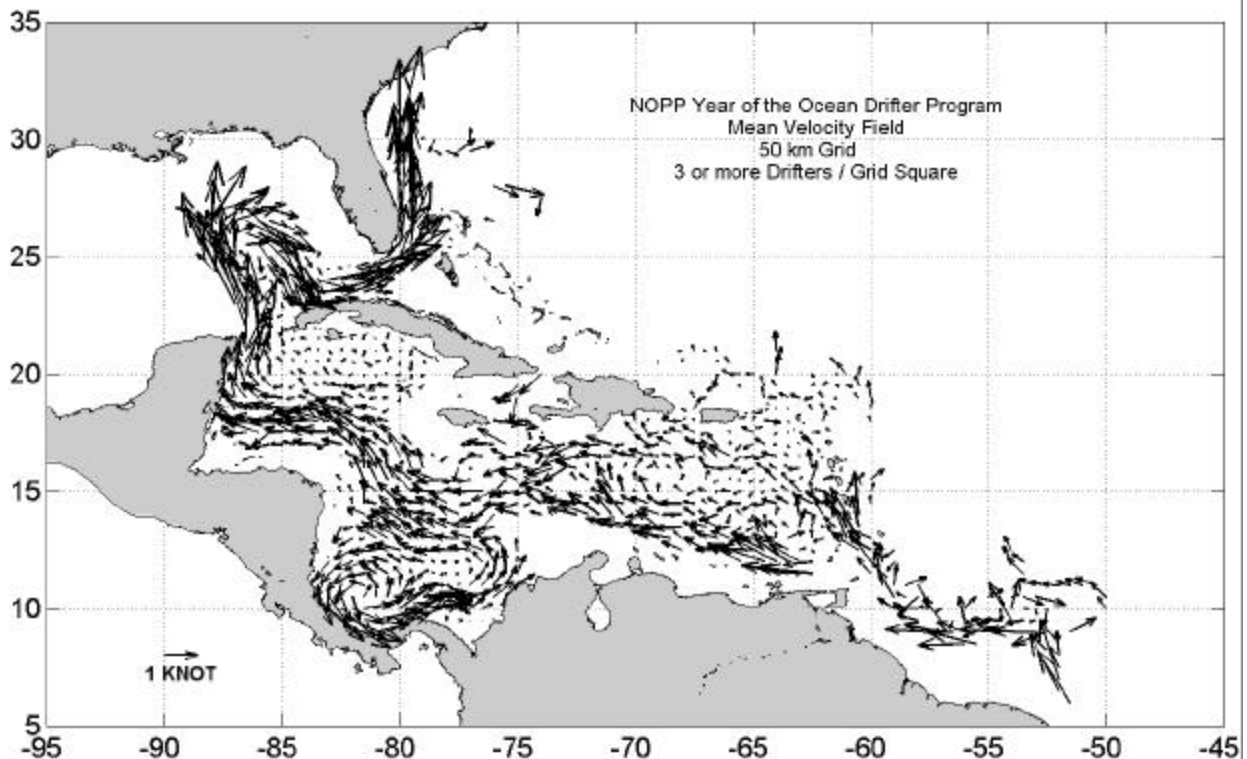 35
30
25
20
15
10
5
NOPP Year of the Ocean Drifter Program
Mean Velocity Field
50 km Grid
3 or more Drifters / Grid Square
1 KNOT
-95 -90 -85 -80 -75 -70 -65 -60 -55 -50 -45